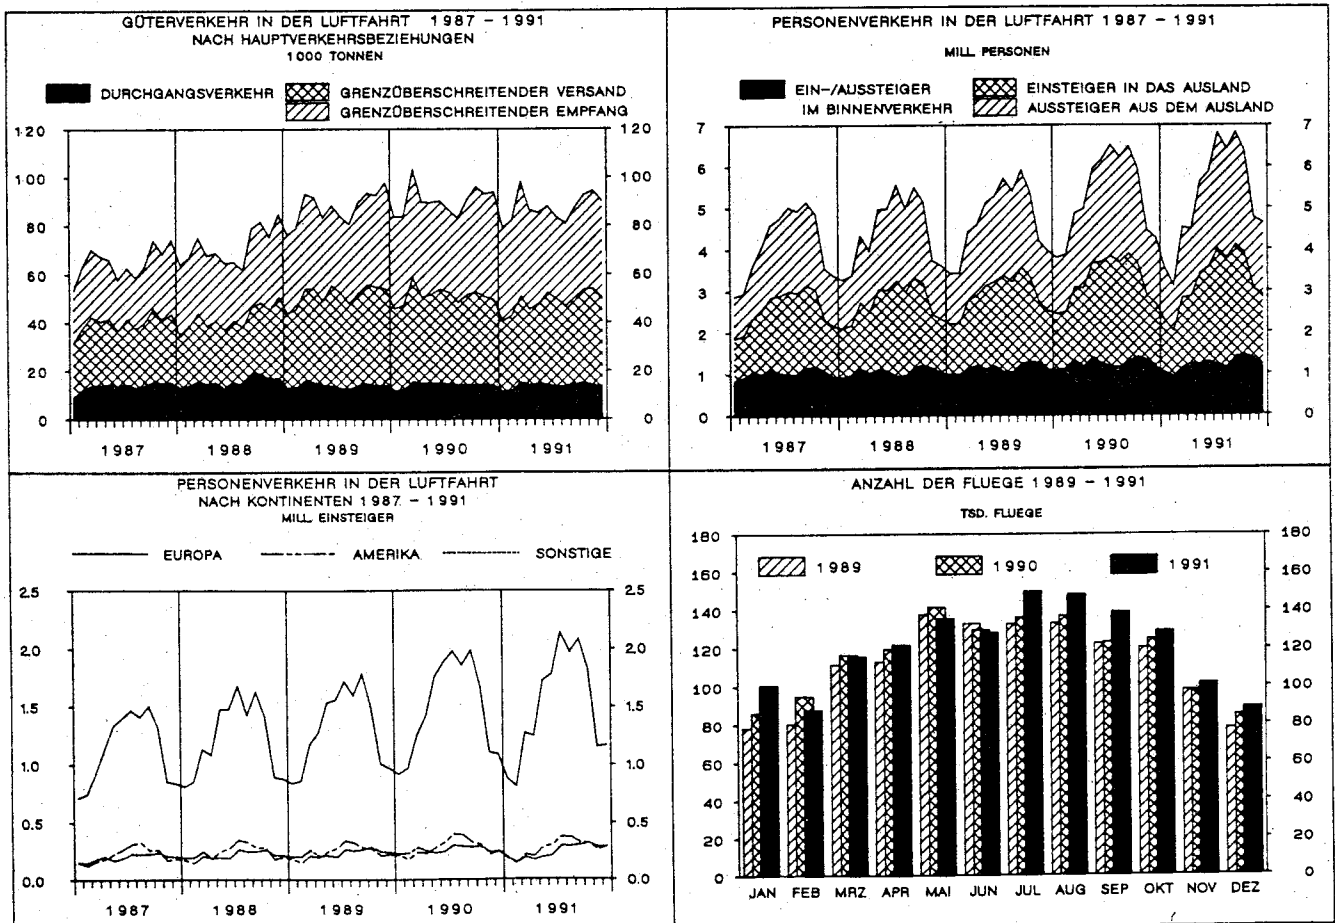 GÜTERVERKEHR IN DER LUFTFAHRT 1987 - 1991
NACH HAUPTVERKEHRSBEZIEHUNGEN
1000 TONNEN
DURCHGANGSVERKEHR
GRENZÜBERSCHREITENDER VERSAND
GRENZÜBERSCHREITENDER EMPFANG
120
100
80
60
40
20
0
120
100
80
60
40
20
0
1987 1988 1989 1990 1991
PERSONENVERKEHR IN DER LUFTFAHRT 1987 - 1991
MILL. PERSONEN
EIN-/AUSSTEIGER
IM BINNENVERKEHR
EINSTEIGER IN DAS AUSLAND
AUSSTEIGER AUS DEM AUSLAND
7
6
5
4
3
2
1
0
7
6
5
4
3
2
1
0
1987 1988 1989 1990 1991
PERSONENVERKEHR IN DER LUFTFAHRT
NACH KONTINENTEN 1987 - 1991
MILL. EINSTEIGER
EUROPA AMERIKA SONSTIGE
2.5
2.0
1.5
1.0
0.5
0.0
2.5
2.0
1.5
1.0
0.5
0.0
1987 1988 1989 1990 1991
ANZAHL DER FLUEGE 1989 - 1991
TSD. FLUEGE
1989 1990 1991
180
160
140
120
100
80
60
40
20
0
180
160
140
120
100
80
60
40
20
0
JAN FEB MRZ APR MAI JUN JUL AUG SEP OKT NOV DEZ